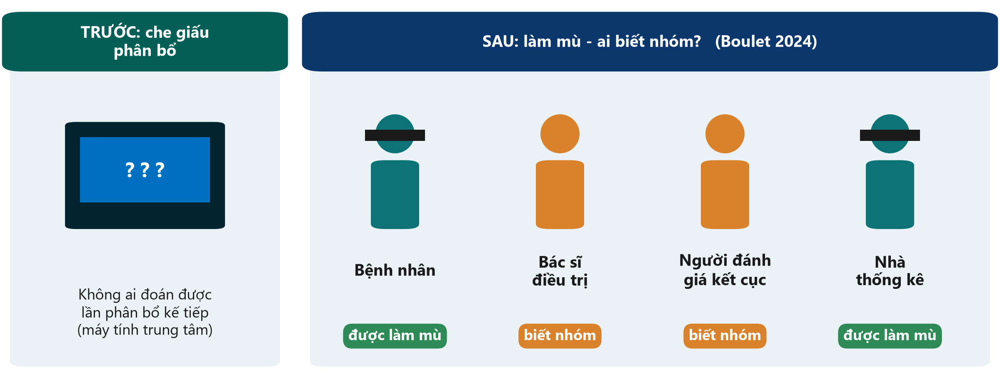 TRƯỚC: che giấu
phân bổ
? ? ?
Không ai đoán được
lần phân bổ kế tiếp
(máy tính trung tâm)
SAU: làm mù - ai biết nhóm? (Boulet 2024)
Bệnh nhân
được làm mù
Bác sĩ
điều trị
biết nhóm
Người đánh
giá kết cục
biết nhóm
Nhà
thống kê
được làm mù